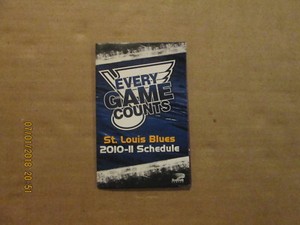 EVERY
GAME
COUNTS
St. Louis Blues
2010-11 Schedule
07/01/2018 20:51